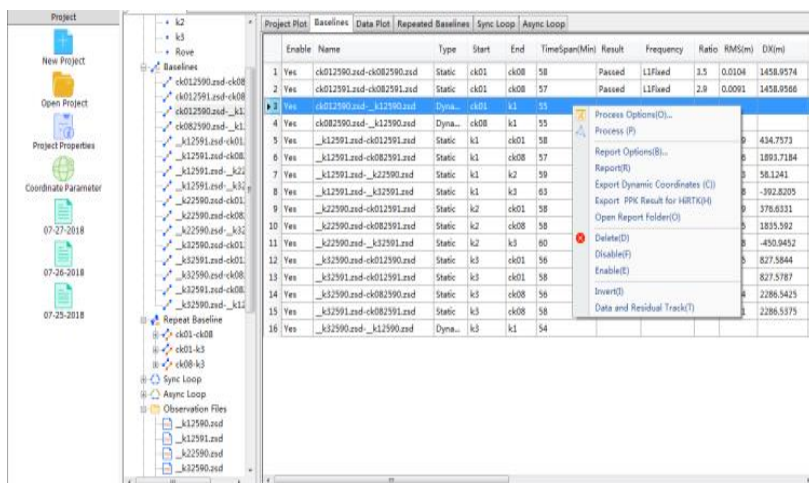 Project
New Project
Open Project
Project Properties
Coordinate Parameter
07-27-2018
07-26-2018
07-25-2018
k2
k3
Rove
Baselines
ck012590.zsd-ck08
ck012591.zsd-ck08
ck012590.zsd-_k1
ck082590.zsd-_k1
_k12591.zsd-ck01
_k12591.zsd-ck08
_k12591.zsd-_k22
_k12591.zsd-_k32
_k22590.zsd-ck01
_k22590.zsd-ck08
_k22590.zsd-_k32
_k32590.zsd-ck01
_k32591.zsd-ck01
_k32590.zsd-ck08
_k32591.zsd-ck08
_k32590.zsd-_k12
Repeat Baseline
ck01-ck08
ck01-k3
ck08-k3
Sync Loop
Async Loop
Observation Files
_k12590.zsd
_k12591.zsd
_k22590.zsd
_k32590.zsd
Project Plot Baselines Data Plot Repeated Baselines Sync Loop Async Loop
Enable Name Type Start End TimeSpan(Min) Result Frequency Ratio RMS(m) DX(m)
1 Yes ck012590.zsd-ck082590.zsd Static ck01 ck08 58 Passed L1Fixed 3.5 0.0104 1458.9574
2 Yes ck012591.zsd-ck082591.zsd Static ck01 ck08 57 Passed L1Fixed 2.9 0.0091 1458.9566
3 Yes ck012590.zsd-_k12590.zsd Dyna... ck01 k1 55
4 Yes ck082590.zsd-_k12590.zsd Dyna... ck08 k1 55
5 Yes _k12591.zsd-ck012591.zsd Static k1 ck01 58 9 434.7573
6 Yes _k12591.zsd-ck082591.zsd Static k1 ck08 57 6 1893.7184
7 Yes _k12591.zsd-_k22590.zsd Static k1 k2 59 3 58.1241
8 Yes _k12591.zsd-_k32591.zsd Static k1 k3 63 8 -392.8205
9 Yes _k22590.zsd-ck012591.zsd Static k2 ck01 58 9 376.6331
10 Yes _k22590.zsd-ck082591.zsd Static k2 ck08 58 5 1835.592
11 Yes _k22590.zsd-_k32591.zsd Static k2 k3 60 8 -450.9452
12 Yes _k32590.zsd-ck012590.zsd Static k3 ck01 56 5 827.5844
13 Yes _k32591.zsd-ck012591.zsd Static k3 ck01 58 827.5787
14 Yes _k32590.zsd-ck082590.zsd Static k3 ck08 56 4 2286.5425
15 Yes _k32591.zsd-ck082591.zsd Static k3 ck08 58 1 2286.5375
16 Yes _k32590.zsd-_k12590.zsd Dyna... k3 k1 54
Process Options(O)...
Process (P)
Report Options(B)...
Report(R)
Export Dynamic Coordinates (C))
Export PPK Result for HiRTK(H)
Open Report Folder(O)
Delete(D)
Disable(F)
Enable(E)
Invert(I)
Data and Residual Track(T)